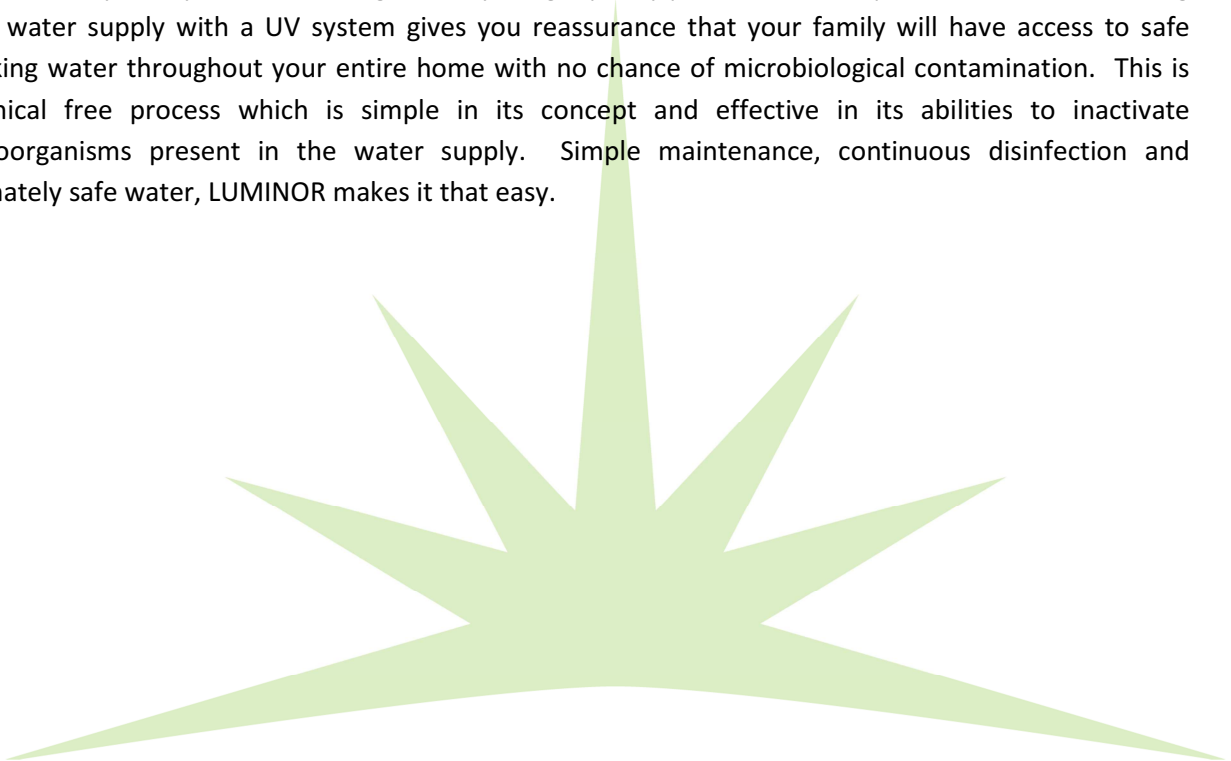 water supply with a UV system gives you reassurance that your family will have access to safe
king water throughout your entire home with no chance of microbiological contamination.  This is
nical free process which is simple in its concept and effective in its abilities to inactivate
oorganisms present in the water supply.  Simple maintenance, continuous disinfection and
nately safe water, LUMINOR makes it that easy.